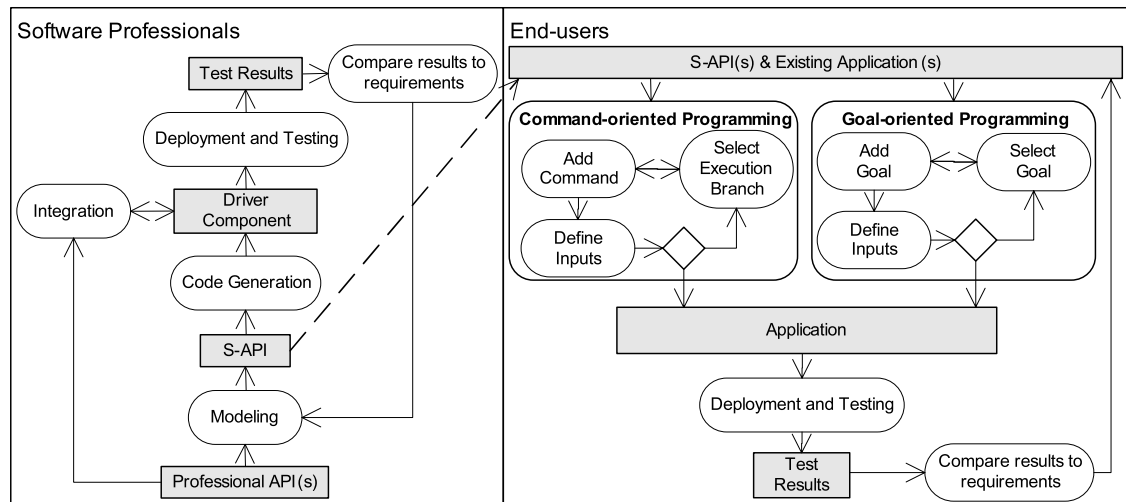 Software Professionals
Test Results
Compare results to
requirements
Deployment and Testing
Integration
Driver
Component
Code Generation
S-API
Modeling
Professional API(s)
End-users
S-API(s) & Existing Application (s)
Command-oriented Programming
Add
Command
Select
Execution
Branch
Define
Inputs
Goal-oriented Programming
Add
Goal
Select
Goal
Define
Inputs
Application
Deployment and Testing
Test
Results
Compare results to
requirements